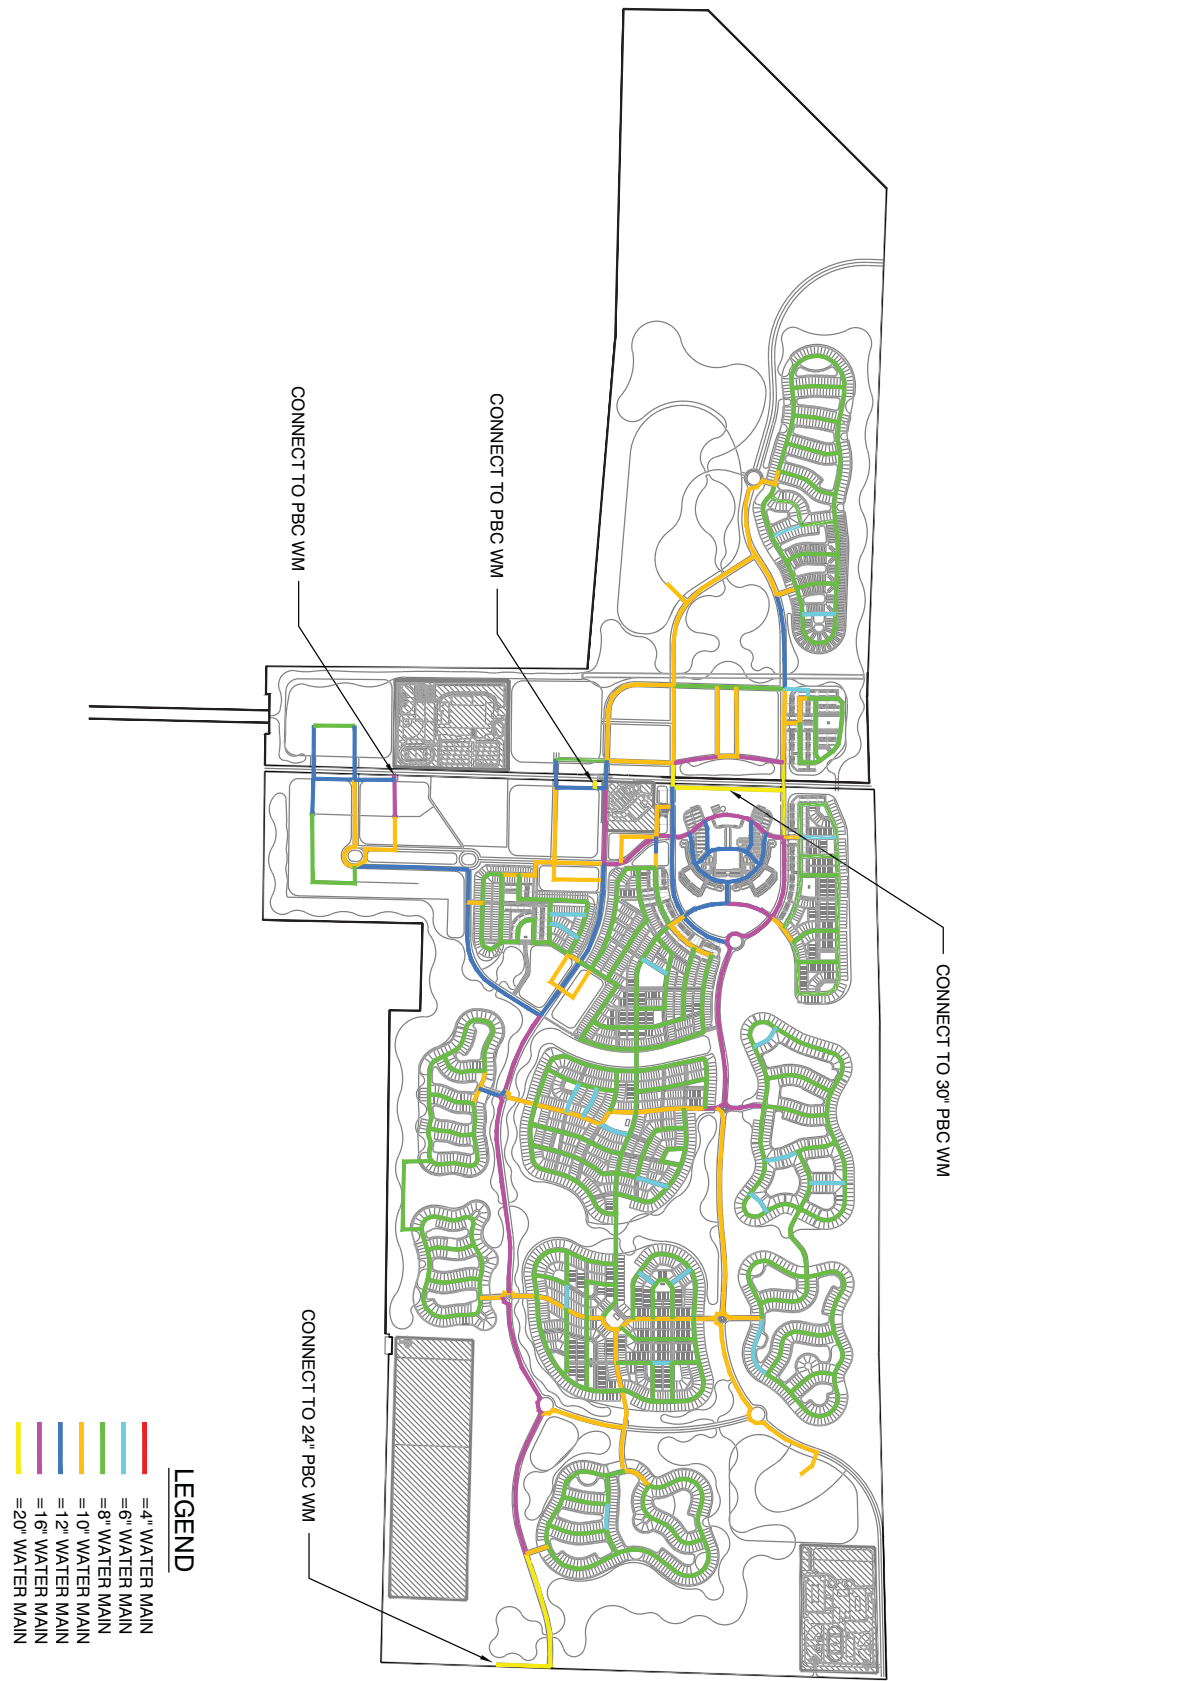 CONNECT TO 30" PBC WM
CONNECT TO PBC WM
CONNECT TO PBC WM
CONNECT TO 24" PBC WM
LEGEND
=4" WATER MAIN
=6" WATER MAIN
=8" WATER MAIN
=10" WATER MAIN
=12" WATER MAIN
=16" WATER MAIN
=20" WATER MAIN